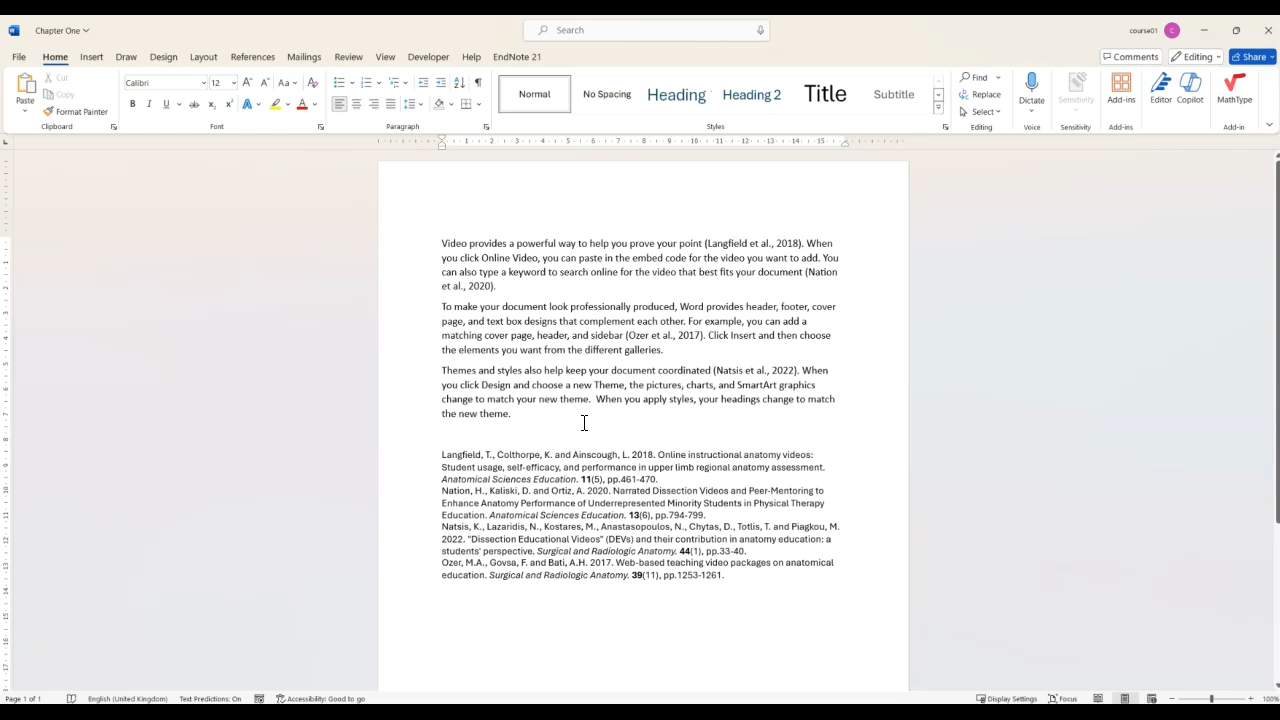 Chapter One
Search
course01
C
File Home Insert Draw Design Layout References Mailings Review View Developer Help EndNote 21
Comments Editing Share
Paste
Cut
Copy
Format Painter
Clipboard
Calibri 12
Font
Paragraph
Normal No Spacing Heading Heading 2 Title Subtitle
Styles
Find
Replace
Select
Editing
Dictate
Voice
Sensitivity
Sensitivity
Add-ins
Add-ins
Editor Copilot
MathType
Add-in
Video provides a powerful way to help you prove your point (Langfield et al., 2018). When
you click Online Video, you can paste in the embed code for the video you want to add. You
can also type a keyword to search online for the video that best fits your document (Nation
et al., 2020).
To make your document look professionally produced, Word provides header, footer, cover
page, and text box designs that complement each other. For example, you can add a
matching cover page, header, and sidebar (Ozer et al., 2017). Click Insert and then choose
the elements you want from the different galleries.
Themes and styles also help keep your document coordinated (Natsis et al., 2022). When
you click Design and choose a new Theme, the pictures, charts, and SmartArt graphics
change to match your new theme. When you apply styles, your headings change to match
the new theme.
Langfield, T., Colthorpe, K. and Ainscough, L. 2018. Online instructional anatomy videos:
Student usage, self-efficacy, and performance in upper limb regional anatomy assessment.
Anatomical Sciences Education. 11(5), pp.461-470.
Nation, H., Kaliski, D. and Ortiz, A. 2020. Narrated Dissection Videos and Peer-Mentoring to
Enhance Anatomy Performance of Underrepresented Minority Students in Physical Therapy
Education. Anatomical Sciences Education. 13(6), pp.794-799.
Natsis, K., Lazaridis, N., Kostares, M., Anastasopoulos, N., Chytas, D., Totlis, T. and Piagkou, M.
2022. "Dissection Educational Videos" (DEVs) and their contribution in anatomy education: a
students' perspective. Surgical and Radiologic Anatomy. 44(1), pp.33-40.
Ozer, M.A., Govsa, F. and Bati, A.H. 2017. Web-based teaching video packages on anatomical
education. Surgical and Radiologic Anatomy. 39(11), pp.1253-1261.
Page 1 of 1 English (United Kingdom) Text Predictions: On Accessibility: Good to go Display Settings Focus 100%